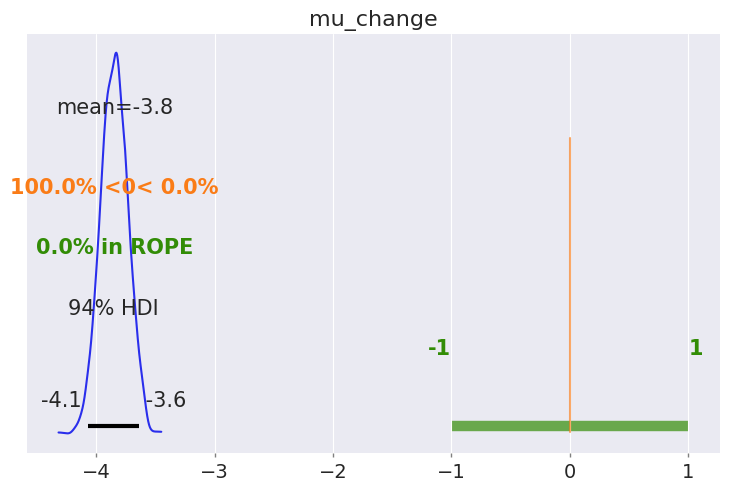 mu_change
mean=-3.8
100.0% <0< 0.0%
0.0% in ROPE
94% HDI
-1 1
-4.1 -3.6
−4 −3 −2 −1 0 1